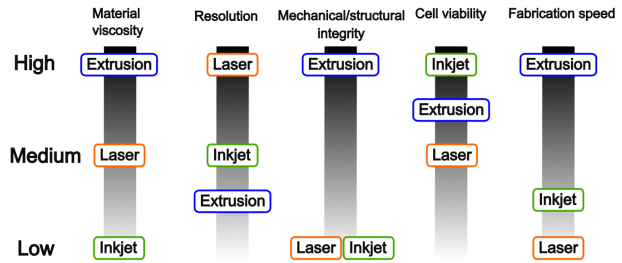 Material
viscosity
Resolution
Mechanical/structural
integrity
Cell viability
Fabrication speed
High
Extrusion
Laser
Extrusion
Inkjet
Extrusion
Extrusion
Medium
Laser
Inkjet
Laser
Extrusion
Inkjet
Low
Inkjet
Laser
Inkjet
Laser